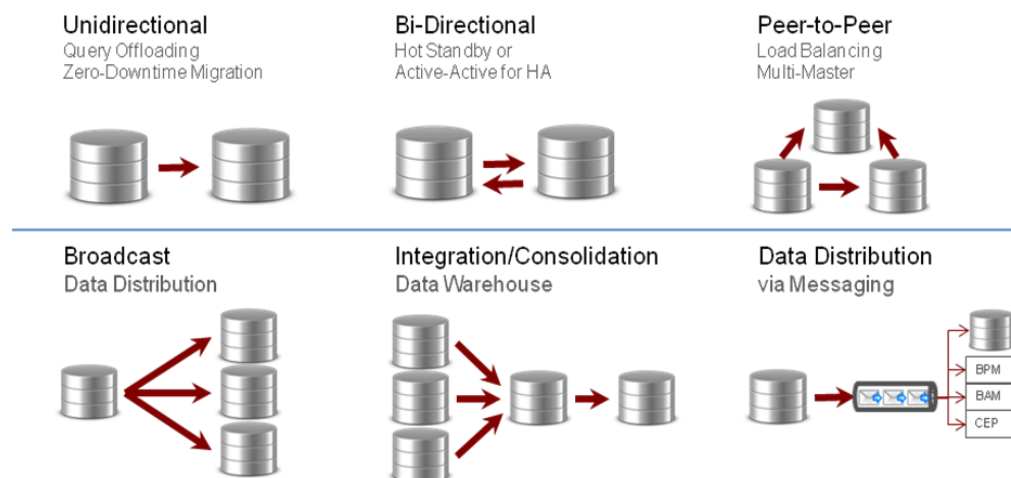 Unidirectional
Query Offloading
Zero-Downtime Migration
Bi-Directional
Hot Standby or
Active-Active for HA
Peer-to-Peer
Load Balancing
Multi-Master
Broadcast
Data Distribution
Integration/Consolidation
Data Warehouse
Data Distribution
via Messaging
BPM
BAM
CEP